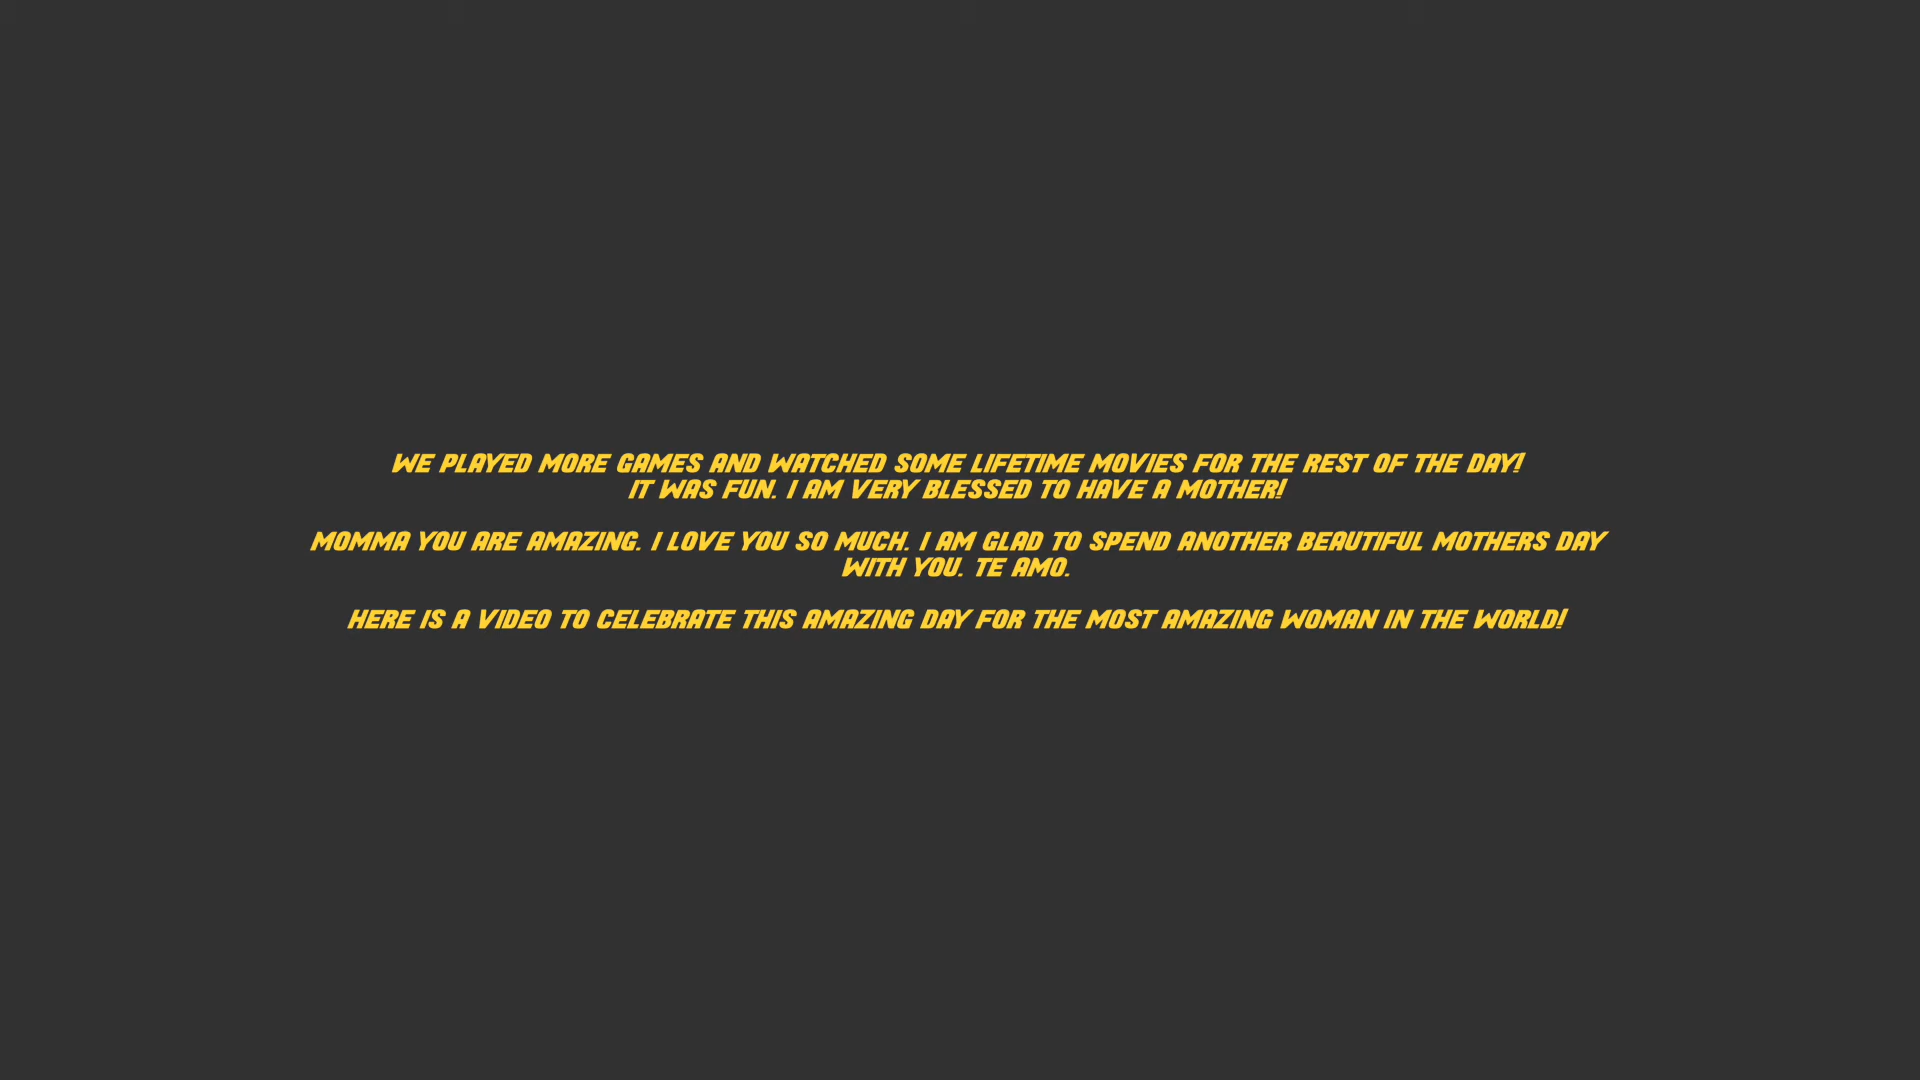 WE PLAYED MORE GAMES AND WATCHED SOME LIFETIME MOVIES FOR THE REST OF THE DAY!
IT WAS FUN. I AM VERY BLESSED TO HAVE A MOTHER!
MOMMA YOU ARE AMAZING. I LOVE YOU SO MUCH. I AM GLAD TO SPEND ANOTHER BEAUTIFUL MOTHERS DAY
WITH YOU. TE AMO.
HERE IS A VIDEO TO CELEBRATE THIS AMAZING DAY FOR THE MOST AMAZING WOMAN IN THE WORLD!